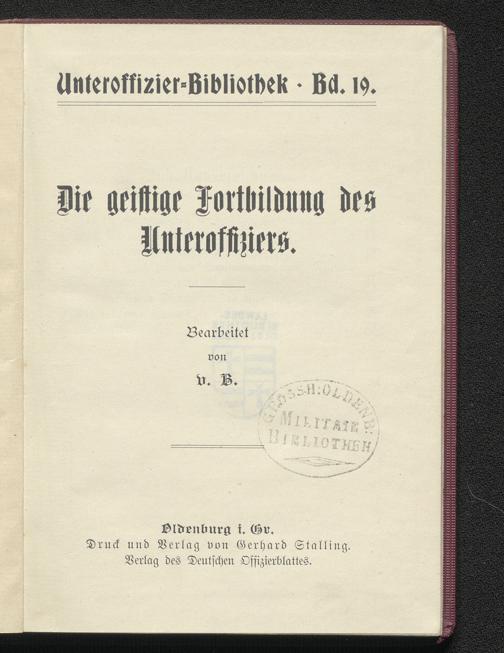 Unteroffizier-Bibliothek · Bd. 19.
Die geistige Fortbildung des
Unteroffiziers.
Bearbeitet
von
v. B.
GROSSH: OLDENB:
MILITAIR
BIBLIOTHEK
Oldenburg i. Gr.
Druck und Verlag von Gerhard Stalling.
Verlag des Deutschen Offizierblattes.